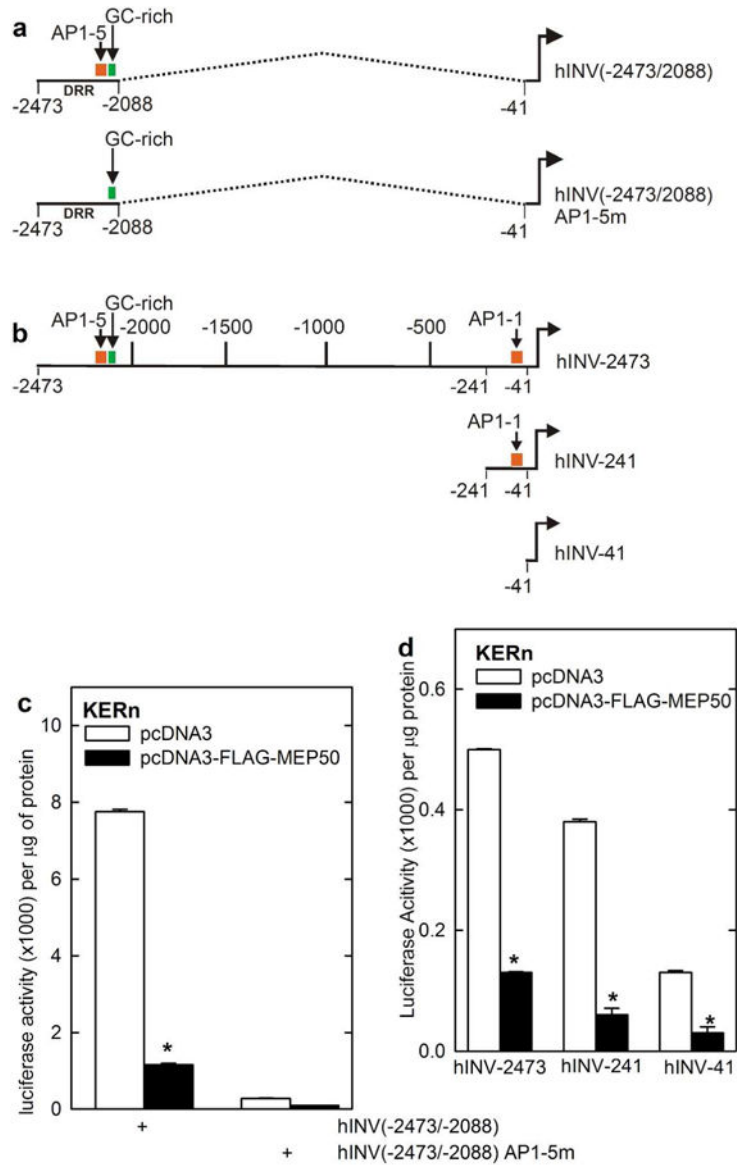 a
GC-rich
AP1-5
hINV(-2473/2088)
DRR
-2473
-2088
-41
GC-rich
hINV(-2473/2088)
AP1-5m
DRR
-2473
-2088
-41
b
GC-rich
AP1-5
-2000
-1500
-1000
-500
AP1-1
hINV-2473
-2473
-241
-41
AP1-1
hINV-241
-241
-41
hINV-41
-41
c
KERn
pcDNA3
pcDNA3-FLAG-MEP50
luciferase activity (x1000) per μg of protein
10
8
6
4
2
0
*
+ hINV(-2473/-2088)
+ hINV(-2473/-2088) AP1-5m
d
KERn
pcDNA3
pcDNA3-FLAG-MEP50
Luciferase Acitivity (x1000) per μg protein
0.6
0.4
0.2
0.0
*
*
*
hINV-2473 hINV-241 hINV-41